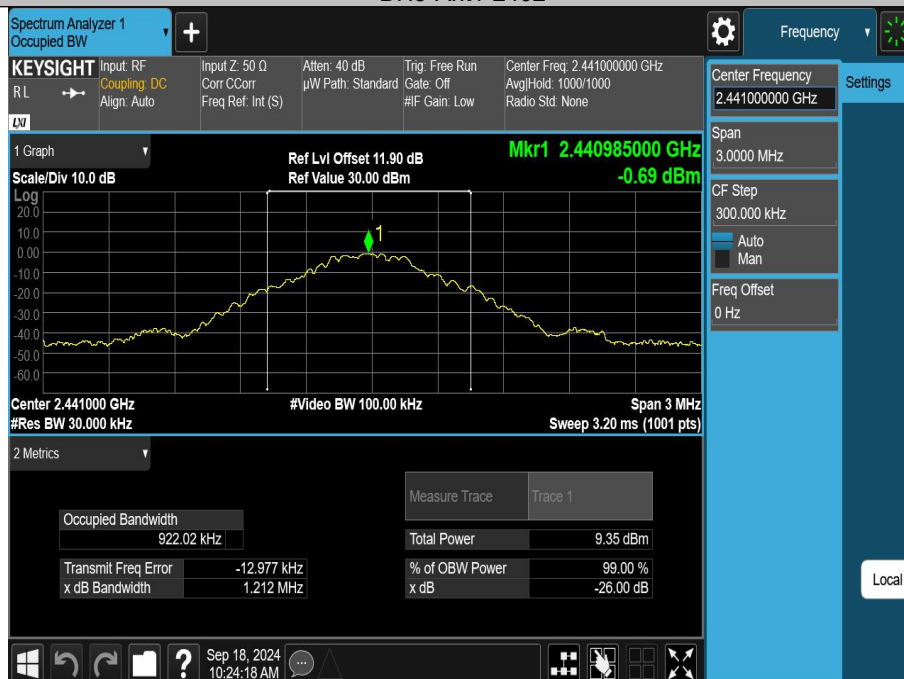 Spectrum Analyzer 1
Occupied BW
Frequency
KEYSIGHT
R L
LXI
Input: RF
Coupling: DC
Align: Auto
Input Z: 50 Ω
Corr CCorr
Freq Ref: Int (S)
Atten: 40 dB
µW Path: Standard
Trig: Free Run
Gate: Off
#IF Gain: Low
Center Freq: 2.441000000 GHz
Avg|Hold: 1000/1000
Radio Std: None
Center Frequency
2.441000000 GHz
Settings
Span
3.0000 MHz
CF Step
300.000 kHz
Auto
Man
Freq Offset
0 Hz
Local
1 Graph
Scale/Div 10.0 dB
Ref Lvl Offset 11.90 dB
Ref Value 30.00 dBm
Mkr1 2.440985000 GHz
-0.69 dBm
Log
20.0
10.0
0.00
-10.0
-20.0
-30.0
-40.0
-50.0
-60.0
1
Center 2.441000 GHz
#Res BW 30.000 kHz
#Video BW 100.00 kHz
Span 3 MHz
Sweep 3.20 ms (1001 pts)
2 Metrics
Measure Trace Trace 1
Occupied Bandwidth
922.02 kHz
Total Power 9.35 dBm
Transmit Freq Error -12.977 kHz
% of OBW Power 99.00 %
x dB Bandwidth 1.212 MHz
x dB -26.00 dB
?
Sep 18, 2024
10:24:18 AM